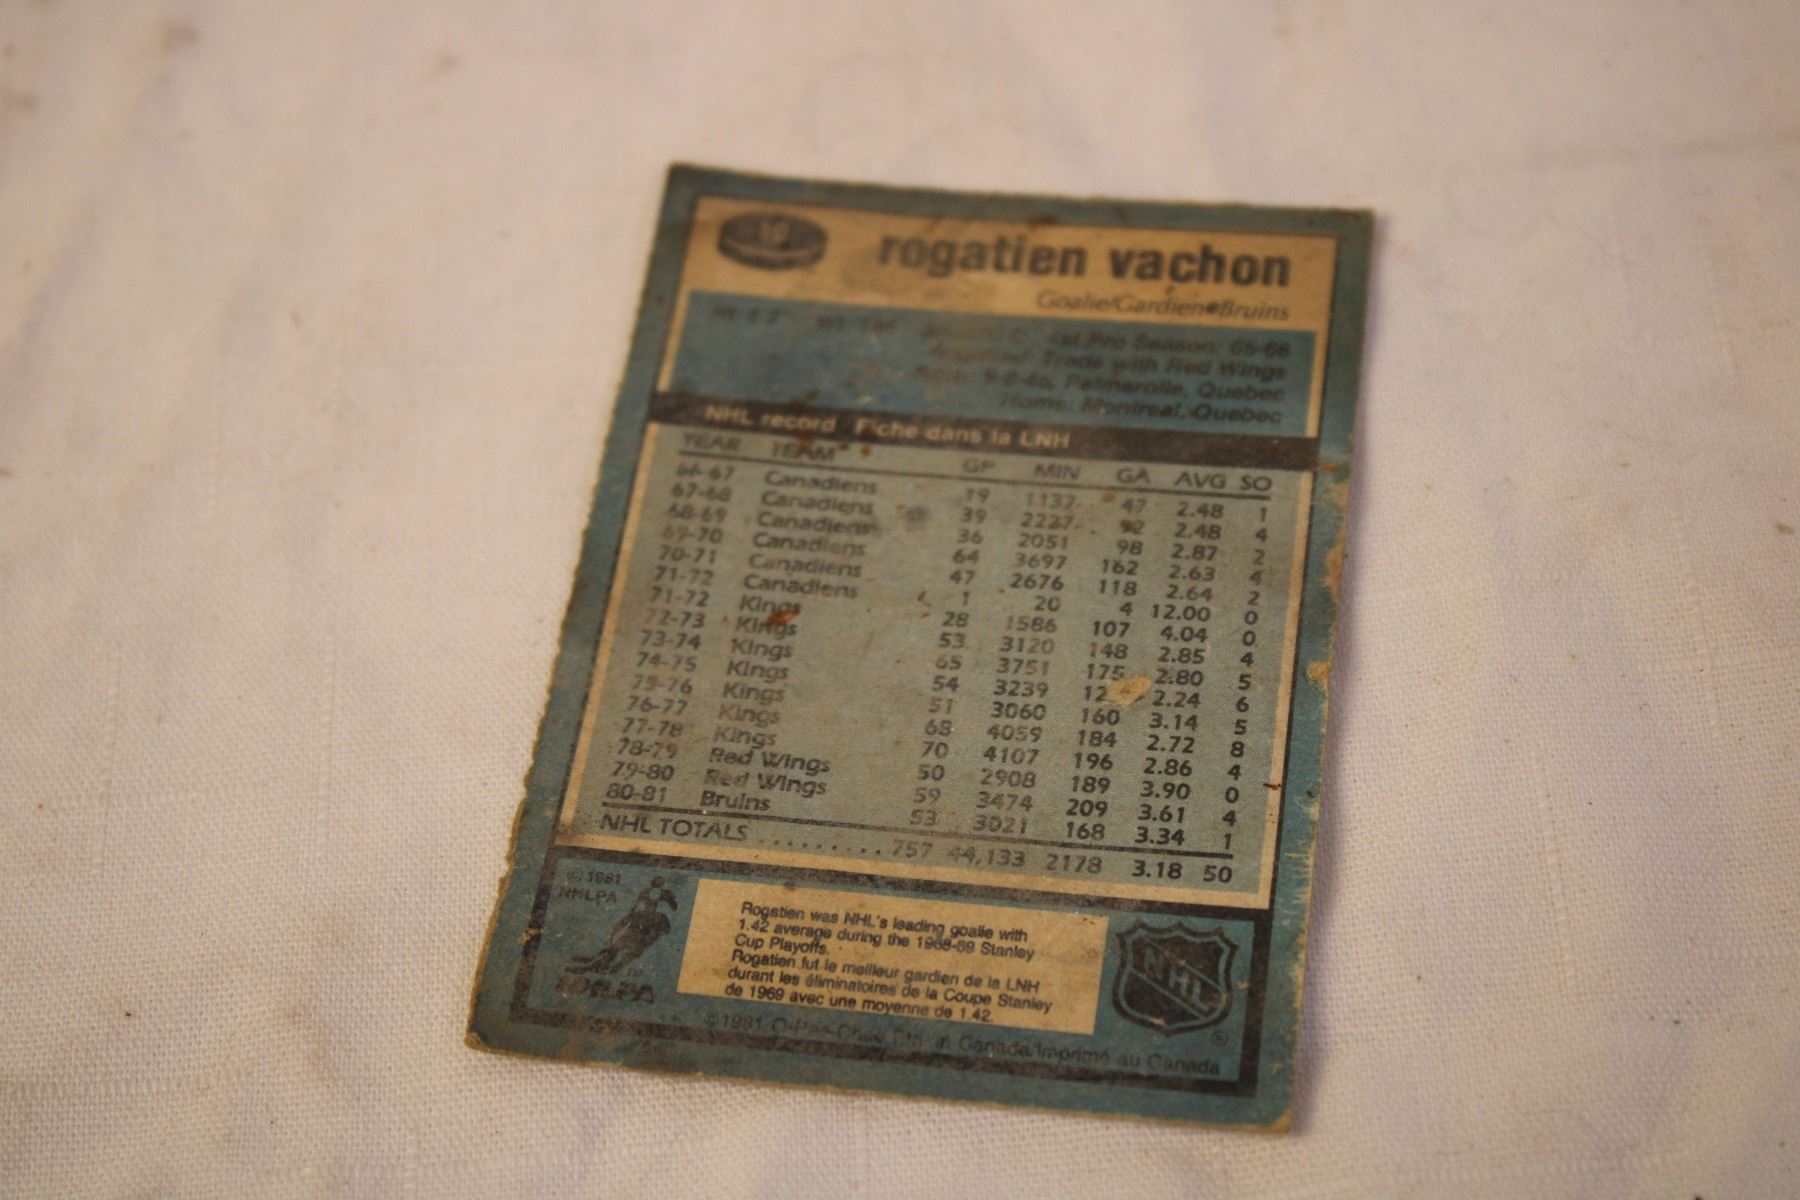 10
rogatien vachon
Goalie/Gardien•Bruins
1st Pro Season: 65-66
Acquired: Trade with Red Wings
Born: 9-8-45, Palmerolle, Quebec
Home: Montreal, Quebec
NHL record Fiche dans la LNH
YEAR TEAM GP MIN GA AVG SO
66-67 Canadiens 19 1137 47 2.48 1
67-68 Canadiens 39 2227 92 2.48 4
68-69 Canadiens 36 2051 98 2.87 2
69-70 Canadiens 64 3697 162 2.63 4
70-71 Canadiens 47 2676 118 2.64 2
71-72 Canadiens 1 20 4 12.00 0
71-72 Kings 28 1586 107 4.04 0
72-73 Kings 53 3120 148 2.85 4
73-74 Kings 65 3751 175 2.80 5
74-75 Kings 54 3239 2.24 6
75-76 Kings 51 3060 160 3.14 5
76-77 Kings 68 4059 184 2.72 8
77-78 Kings 70 4107 196 2.86 4
78-79 Red Wings 50 2908 189 3.90 0
79-80 Red Wings 59 3474 209 3.61 4
80-81 Bruins 53 3021 168 3.34 1
NHL TOTALS ......... 757 44,133 2178 3.18 50
© 1981
NHLPA
NHLPA
TM
Rogatien was NHL's leading goalie with
1.42 average during the 1968-69 Stanley
Cup Playoffs.
Rogatien fut le meilleur gardien de la LNH
durant les éliminatoires de la Coupe Stanley
de 1969 avec une moyenne de 1.42.
NHL
®
©1981 O-Pee-Chee Ptd. in Canada/Imprimé au Canada